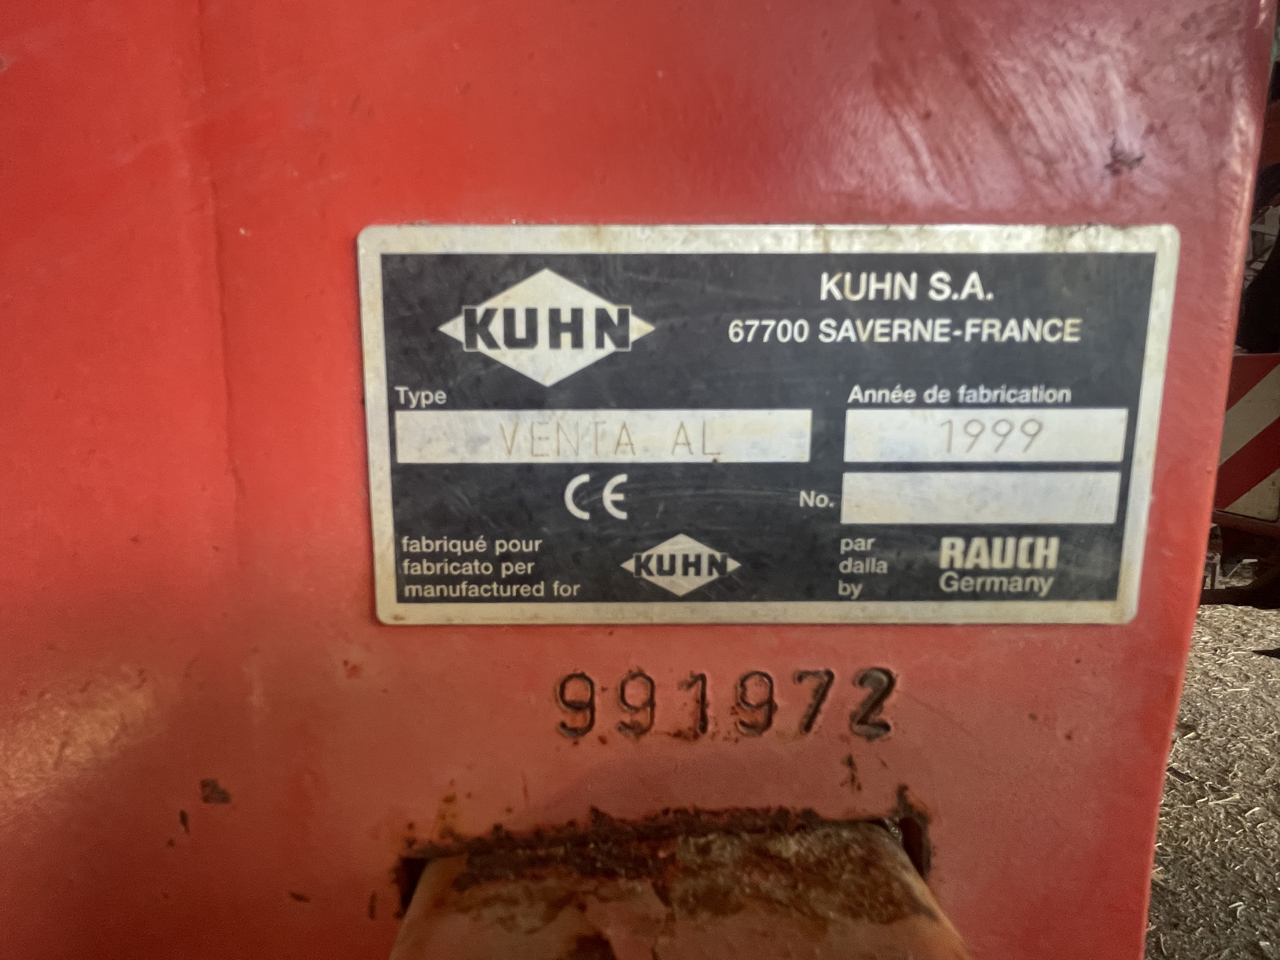 KUHN
KUHN S.A.
67700 SAVERNE-FRANCE
Type
Année de fabrication
VENTA AL
1999
CE
No.
fabriqué pour
fabricato per
manufactured for
KUHN
par
dalla
by
RAUCH
Germany
991972